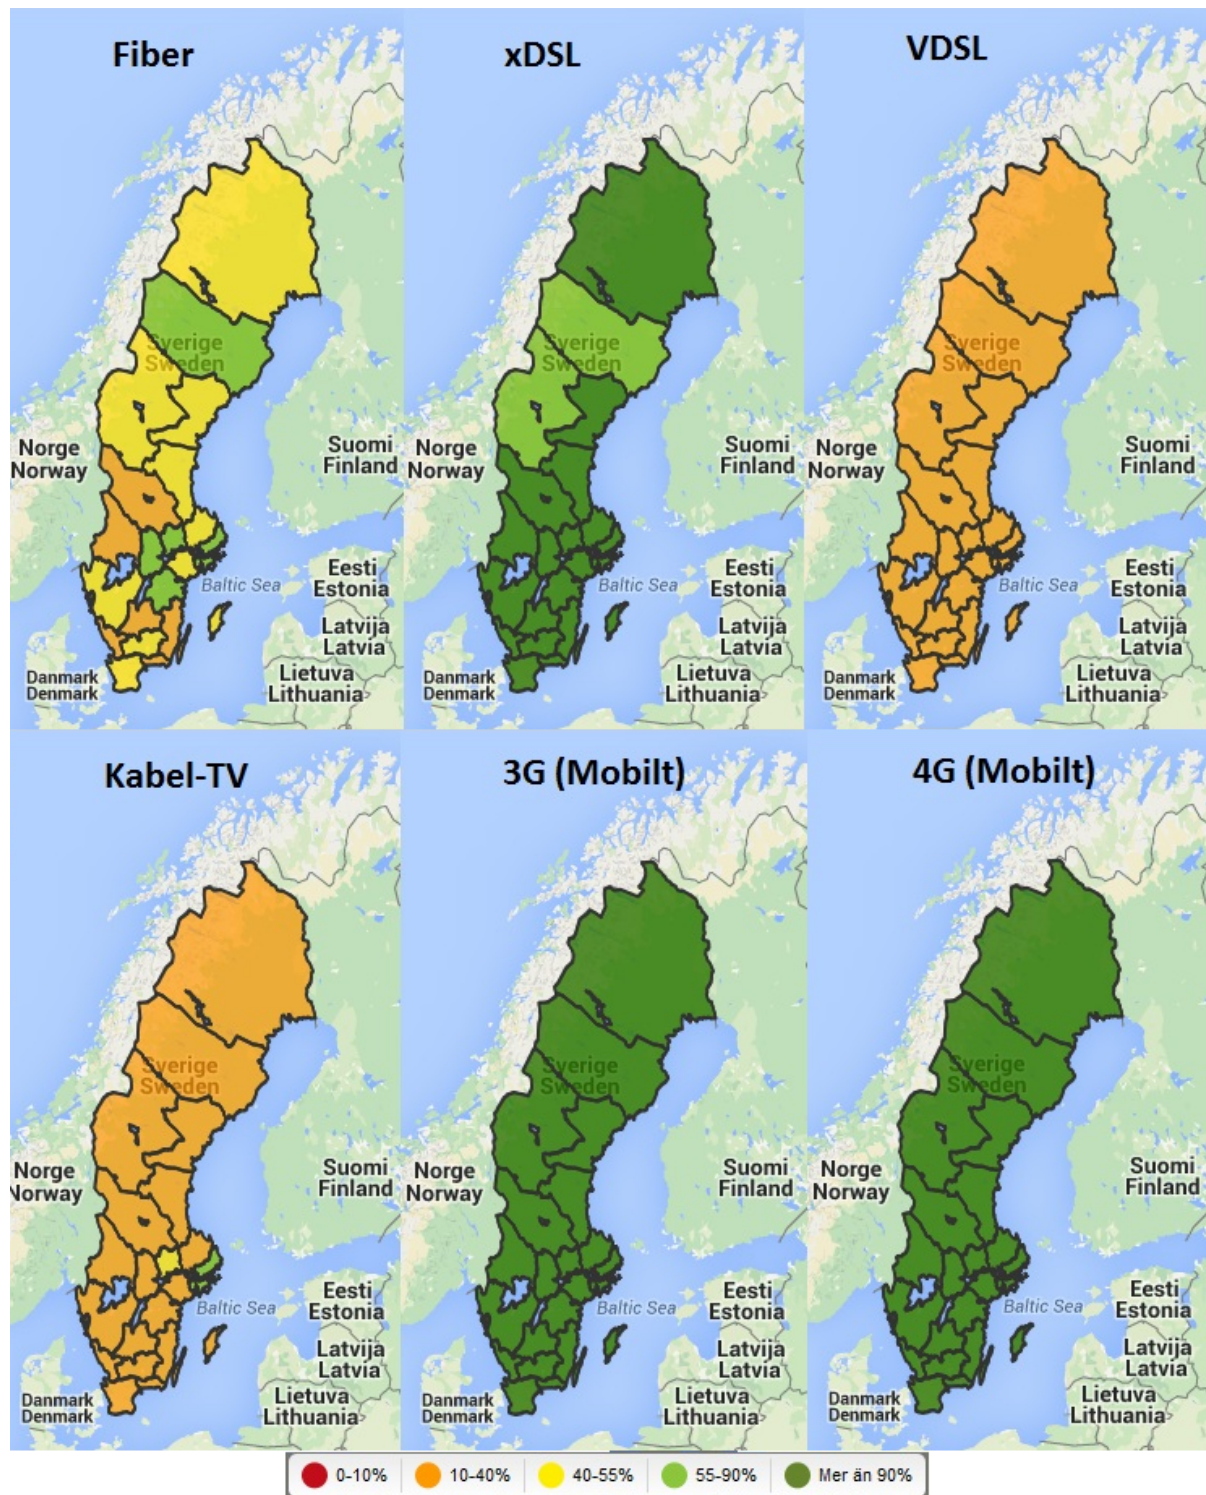 Fiber
xDSL
VDSL
Sverige
Sweden
Norge
Norway
Suomi
Finland
Baltic Sea
Eesti
Estonia
Latvija
Latvia
Lietuva
Lithuania
Danmark
Denmark
Sverige
Sweden
Norge
Norway
Suomi
Finland
Baltic Sea
Eesti
Estonia
Latvija
Latvia
Lietuva
Lithuania
Danmark
Denmark
Sverige
Sweden
Norge
Norway
Suomi
Finland
Baltic Sea
Eesti
Estonia
Latvija
Latvia
Lietuva
Lithuania
Danmark
Denmark
Kabel-TV
3G (Mobilt)
4G (Mobilt)
Sverige
Sweden
Norge
Norway
Suomi
Finland
Baltic Sea
Eesti
Estonia
Latvija
Latvia
Lietuva
Lithuania
Danmark
Denmark
Sverige
Sweden
Norge
Norway
Suomi
Finland
Baltic Sea
Eesti
Estonia
Latvija
Latvia
Lietuva
Lithuania
Danmark
Denmark
Sverige
Sweden
Norge
Norway
Suomi
Finland
Baltic Sea
Eesti
Estonia
Latvija
Latvia
Lietuva
Lithuania
Danmark
Denmark
0-10%
10-40%
40-55%
55-90%
Mer än 90%